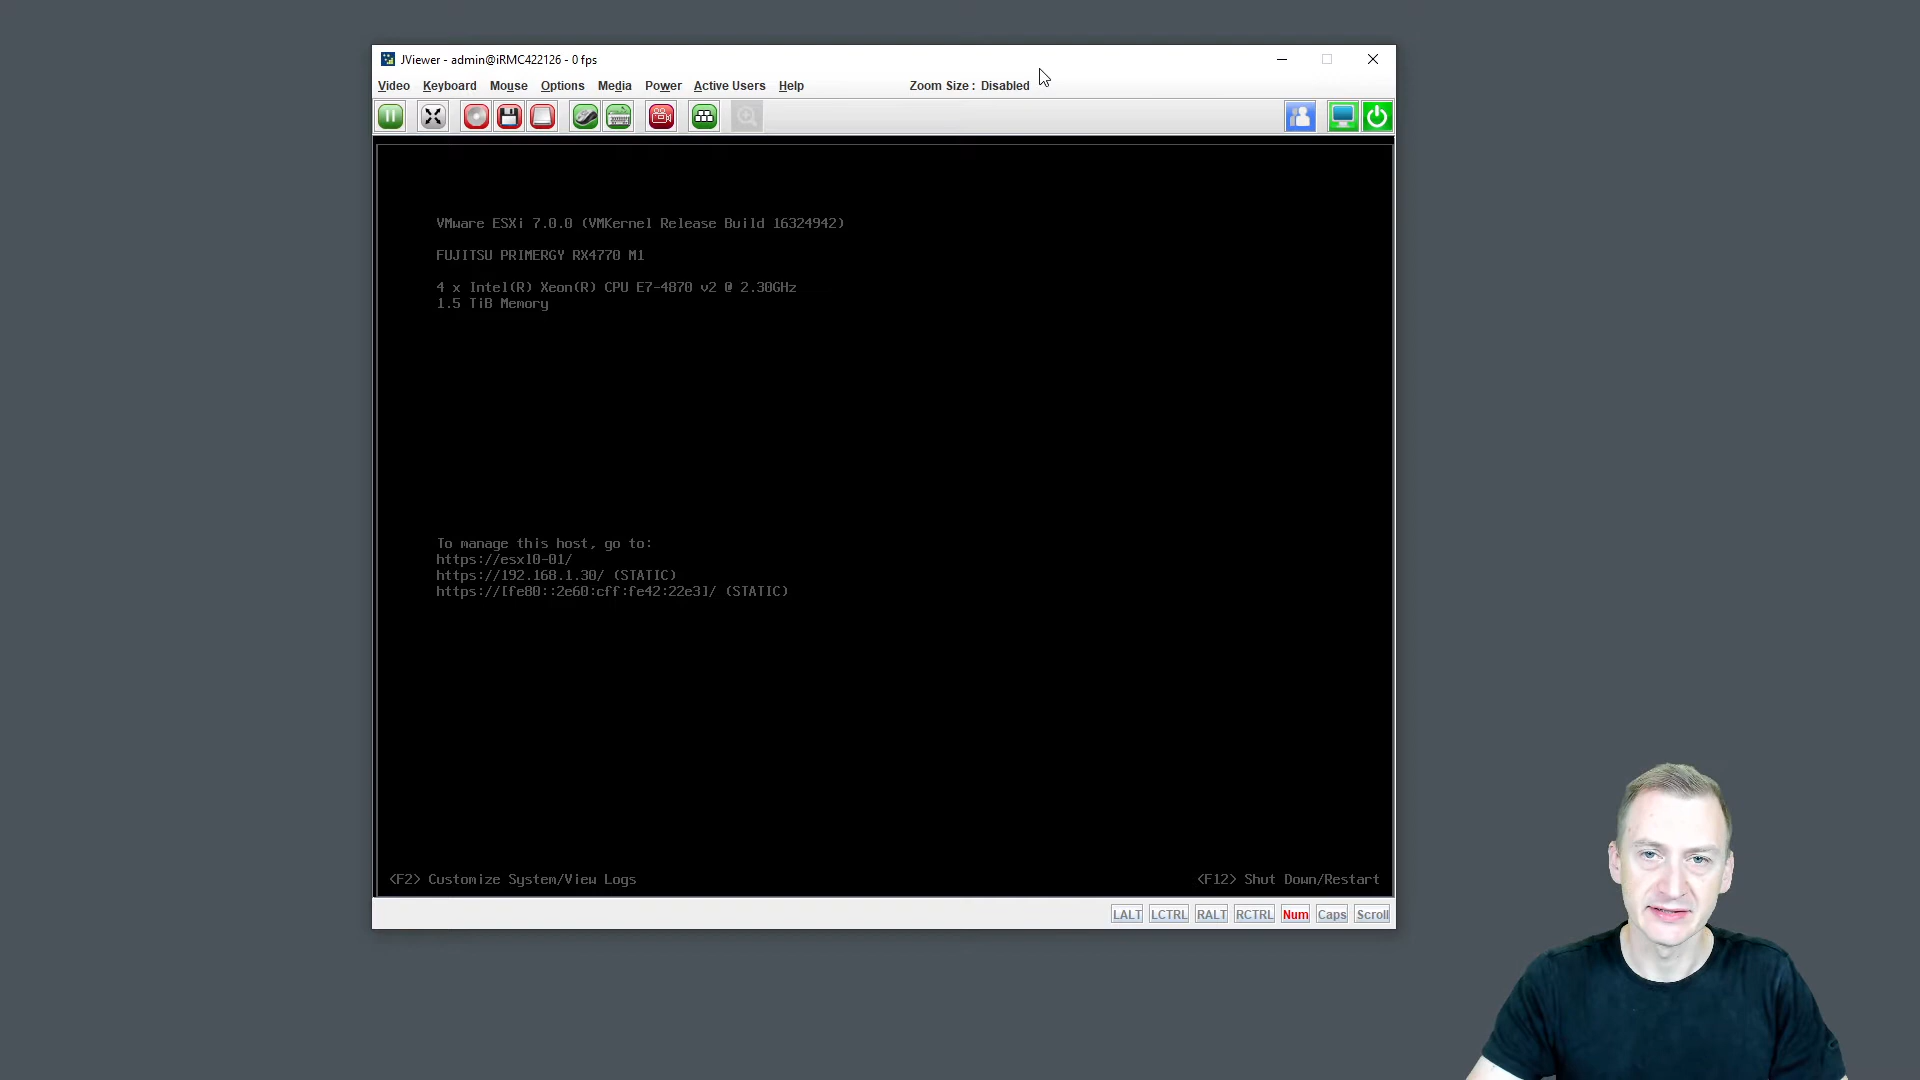 JViewer - admin@iRMC422126 - 0 fps
Video Keyboard Mouse Options Media Power Active Users Help Zoom Size : Disabled
VMware ESXi 7.0.0 (VMKernel Release Build 16324942)
FUJITSU PRIMERGY RX4770 M1
4 x Intel(R) Xeon(R) CPU E7-4870 v2 @ 2.30GHz
1.5 TiB Memory
To manage this host, go to:
https://esxl0-01/
https://192.168.1.30/ (STATIC)
https://[fe80::2e60:cff:fe42:22e3]/ (STATIC)
<F2> Customize System/View Logs
<F12> Shut Down/Restart
LALT LCTRL RALT RCTRL Num Caps Scroll